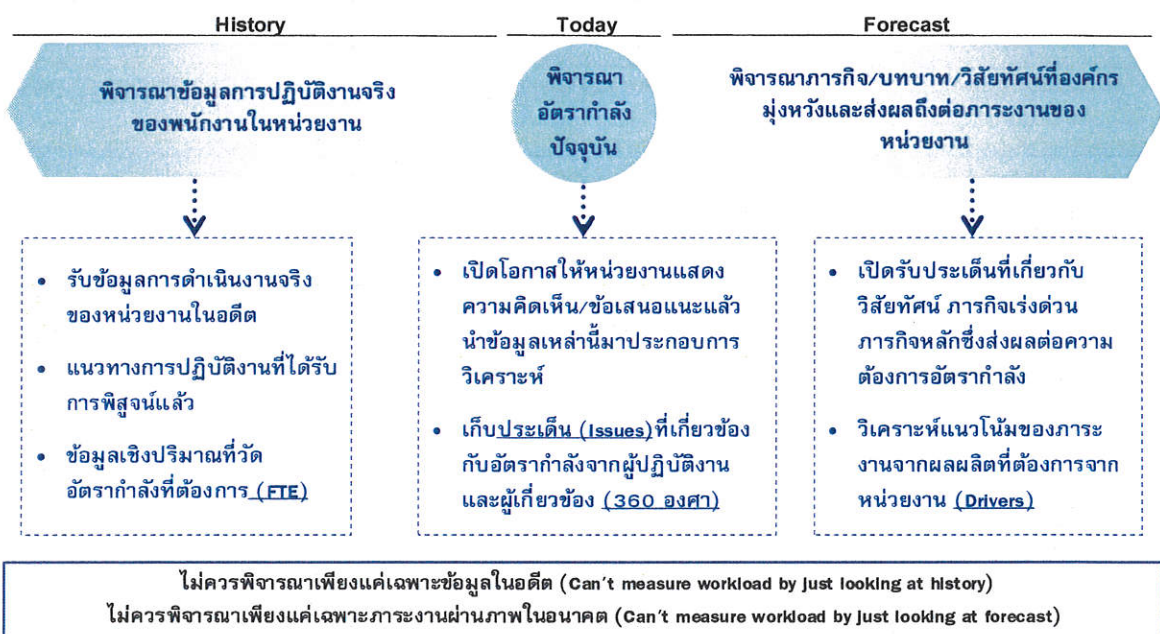 History
Today
Forecast
พิจารณาข้อมูลการปฏิบัติงานจริง
ของพนักงานในหน่วยงาน
พิจารณา
อัตรากำลัง
ปัจจุบัน
พิจารณาภารกิจ/บทบาท/วิสัยทัศน์ที่องค์กร
มุ่งหวังและส่งผลถึงต่อภาระงานของ
หน่วยงาน
• รับข้อมูลการดำเนินงานจริง
ของหน่วยงานในอดีต
• แนวทางการปฏิบัติงานที่ได้รับ
การพิสูจน์แล้ว
• ข้อมูลเชิงปริมาณที่วัด
อัตรากำลังที่ต้องการ (FTE)
• เปิดโอกาสให้หน่วยงานแสดง
ความคิดเห็น/ข้อเสนอแนะแล้ว
นำข้อมูลเหล่านี้มาประกอบการ
วิเคราะห์
• เก็บประเด็น (Issues)ที่เกี่ยวข้อง
กับอัตรากำลังจากผู้ปฏิบัติงาน
และผู้เกี่ยวข้อง (360 องศา)
• เปิดรับประเด็นที่เกี่ยวกับ
วิสัยทัศน์ ภารกิจเร่งด่วน
ภารกิจหลักซึ่งส่งผลต่อความ
ต้องการอัตรากำลัง
• วิเคราะห์แนวโน้มของภาระ
งานจากผลผลิตที่ต้องการจาก
หน่วยงาน (Drivers)
ไม่ควรพิจารณาเพียงแค่เฉพาะข้อมูลในอดีต (Can't measure workload by just looking at history)
ไม่ควรพิจารณาเพียงแค่เฉพาะภาระงานผ่านภาพในอนาคต (Can't measure workload by just looking at forecast)